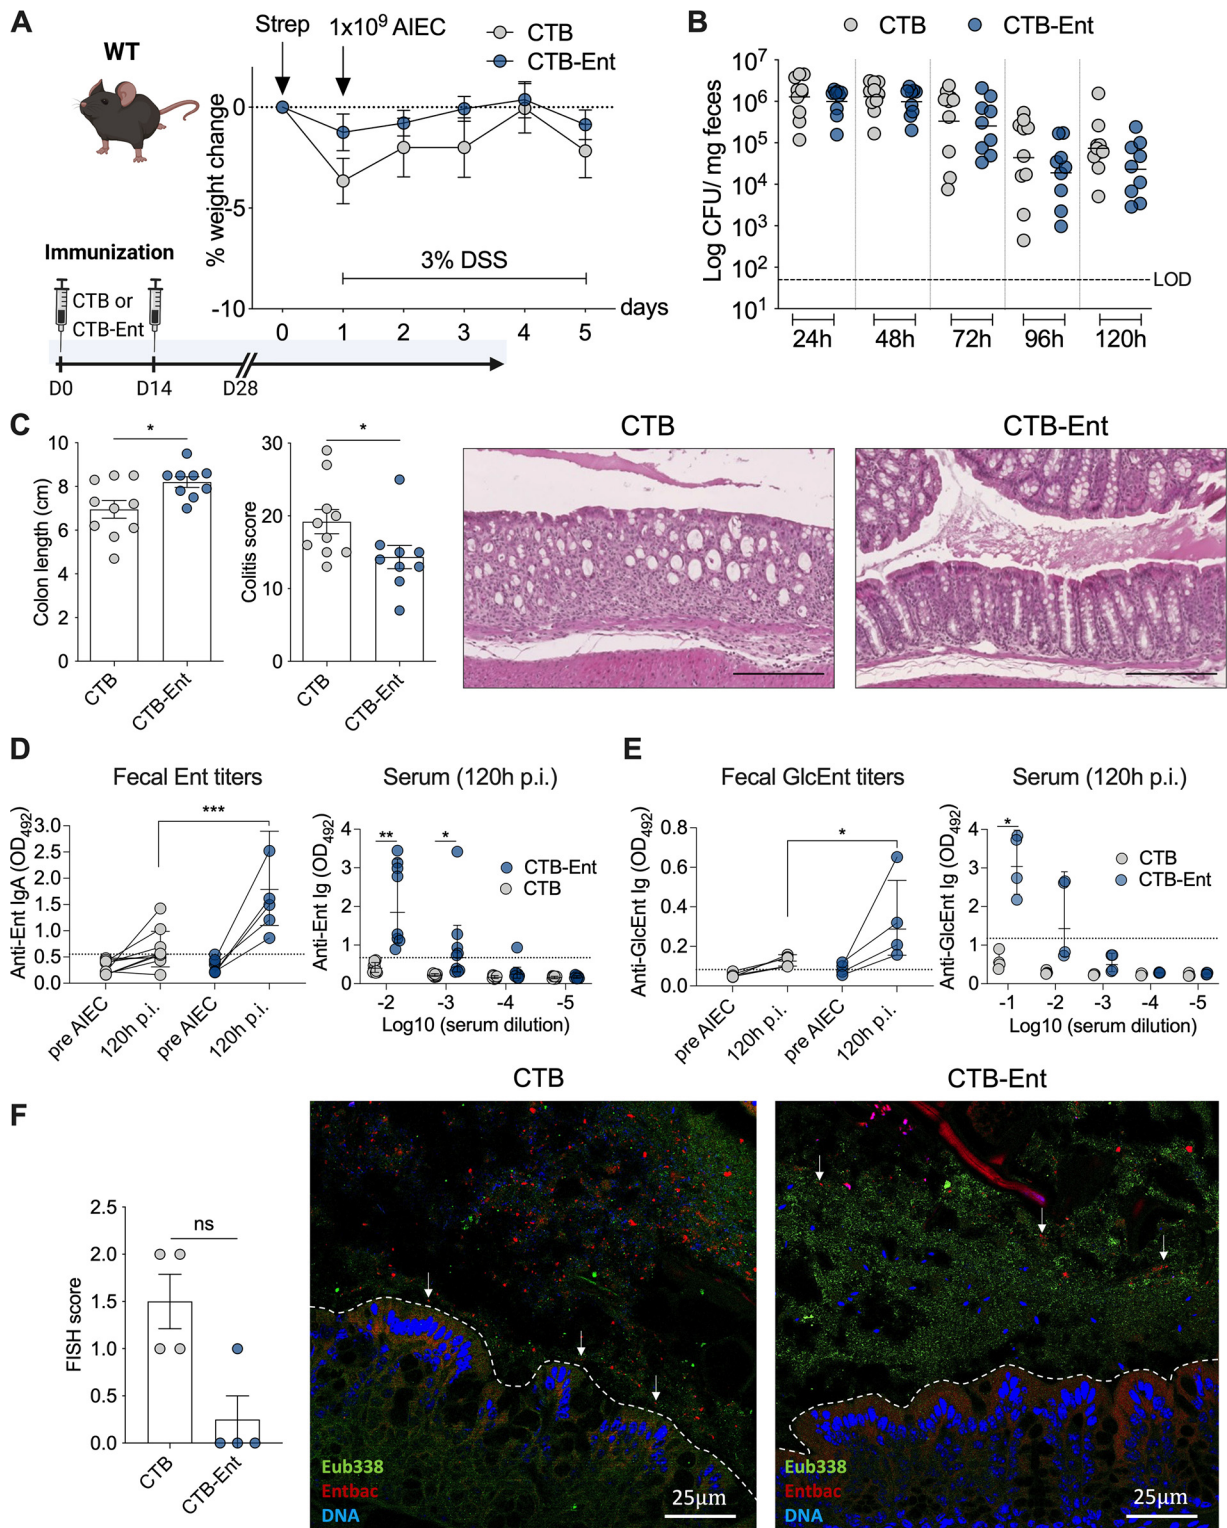 A
WT
Strep
1x10⁹ AIEC
CTB
CTB-Ent
% weight change
0
-5
-10
3% DSS
0 1 2 3 4 5
days
Immunization
CTB or
CTB-Ent
D0 D14 D28
B
CTB CTB-Ent
Log CFU/ mg feces
10⁷
10⁶
10⁵
10⁴
10³
10²
10¹
LOD
24h 48h 72h 96h 120h
C
Colon length (cm)
10
8
6
4
2
0
*
CTB
CTB-Ent
Colitis score
30
20
10
0
*
CTB
CTB-Ent
CTB
CTB-Ent
D
Fecal Ent titers
Anti-Ent IgA (OD₄₉₂)
3.0
2.5
2.0
1.5
1.0
0.5
0.0
***
pre AIEC
120h p.i.
pre AIEC
120h p.i.
Serum (120h p.i.)
Anti-Ent Ig (OD₄₉₂)
4
3
2
1
0
**
*
CTB-Ent
CTB
-2 -3 -4 -5
Log10 (serum dilution)
E
Fecal GlcEnt titers
Anti-GlcEnt Ig (OD₄₉₂)
0.8
0.6
0.4
0.2
0.0
*
pre AIEC
120h p.i.
pre AIEC
120h p.i.
Serum (120h p.i.)
Anti-GlcEnt Ig (OD₄₉₂)
4
3
2
1
0
*
CTB
CTB-Ent
-1 -2 -3 -4 -5
Log10 (serum dilution)
F
FISH score
2.5
2.0
1.5
1.0
0.5
0.0
ns
CTB
CTB-Ent
CTB
Eub338
Entbac
DNA
25μm
CTB-Ent
Eub338
Entbac
DNA
25μm